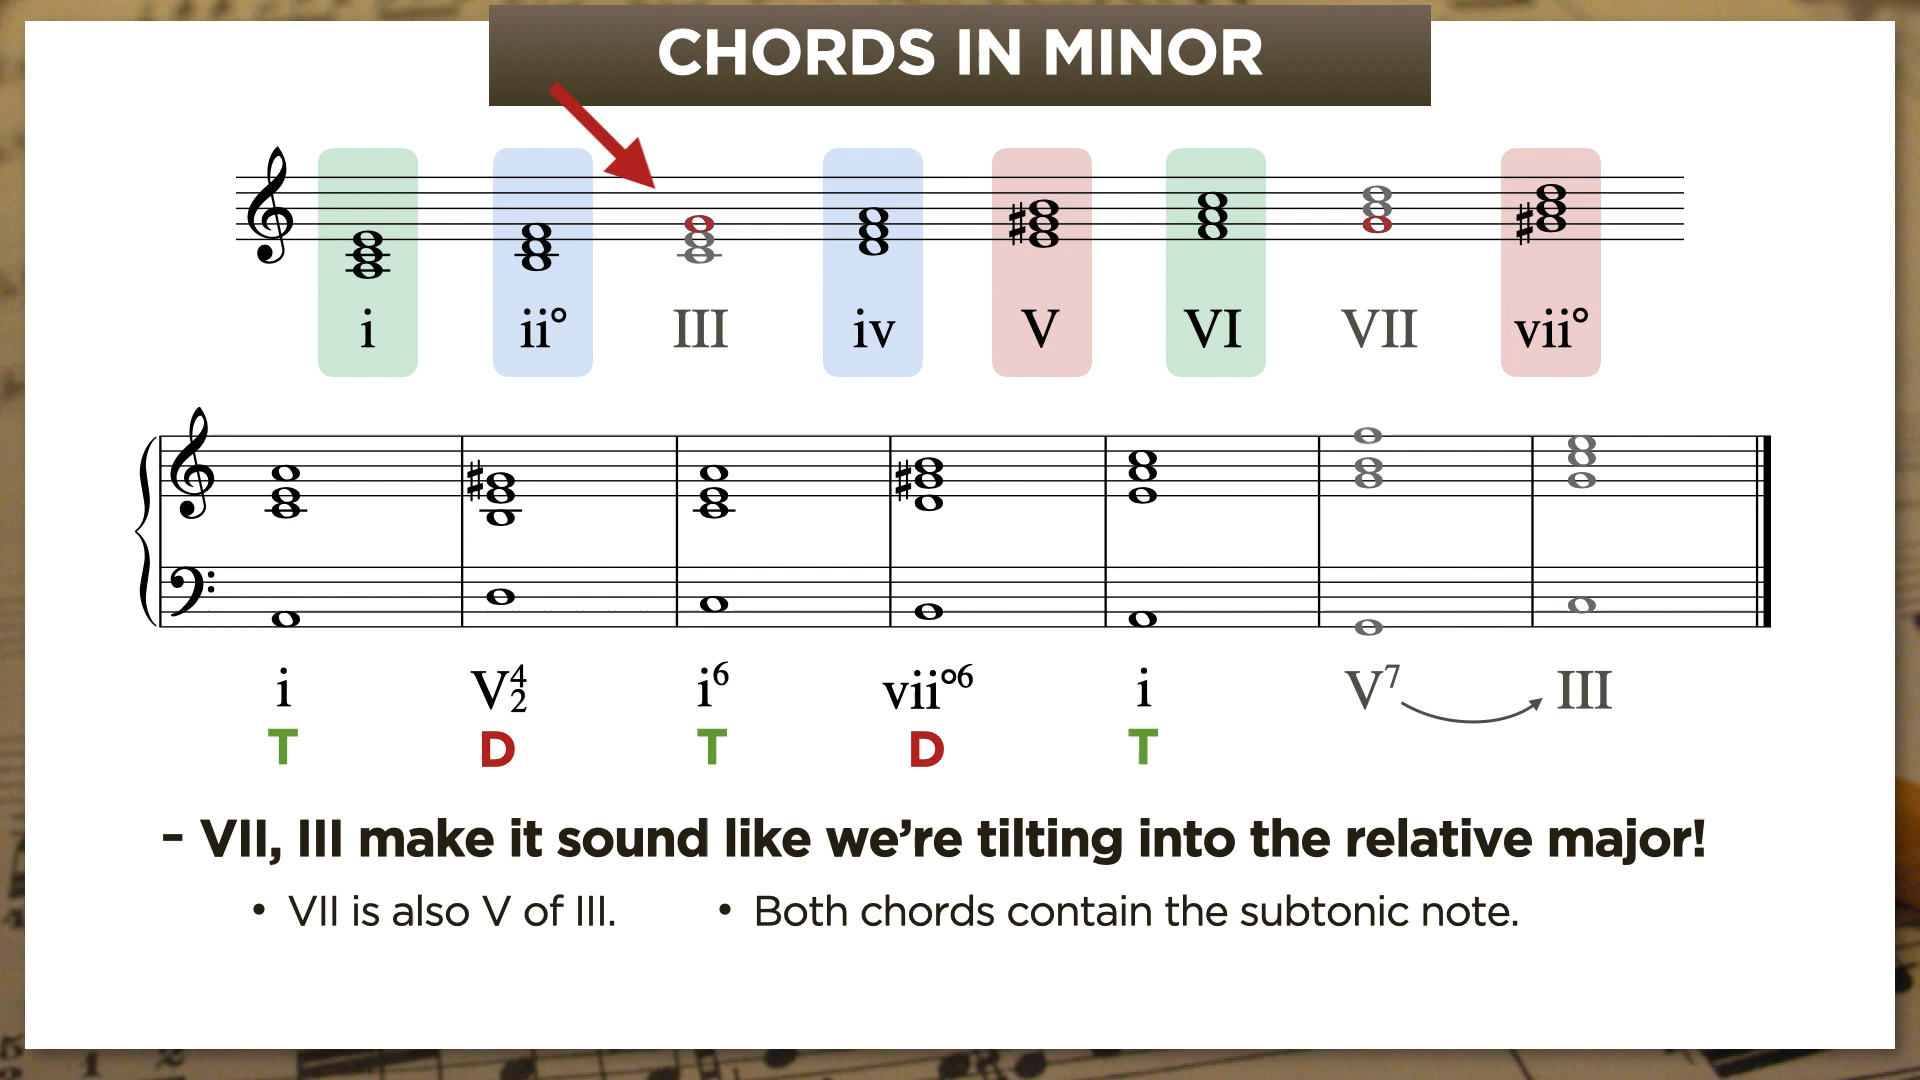 CHORDS IN MINOR
i ii° III iv V VI VII vii°
i V4/2 i6 vii°6 i V7 III
T D T D T
- VII, III make it sound like we’re tilting into the relative major!
• VII is also V of III. • Both chords contain the subtonic note.